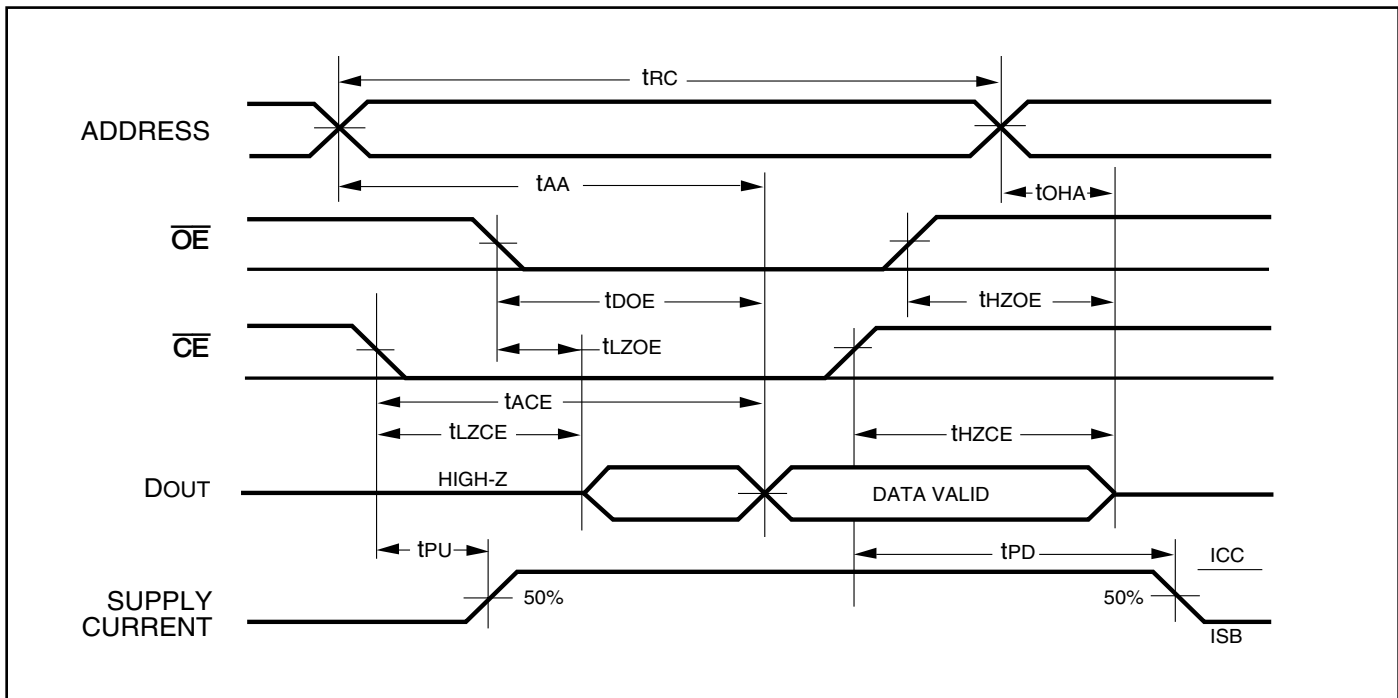 tRC
ADDRESS
tAA
tOHA
OE
tDOE
tHZOE
CE
tLZOE
tACE
tLZCE
tHZCE
HIGH-Z
DOUT
DATA VALID
tPU
tPD
ICC
50%
50%
SUPPLY
CURRENT
ISB